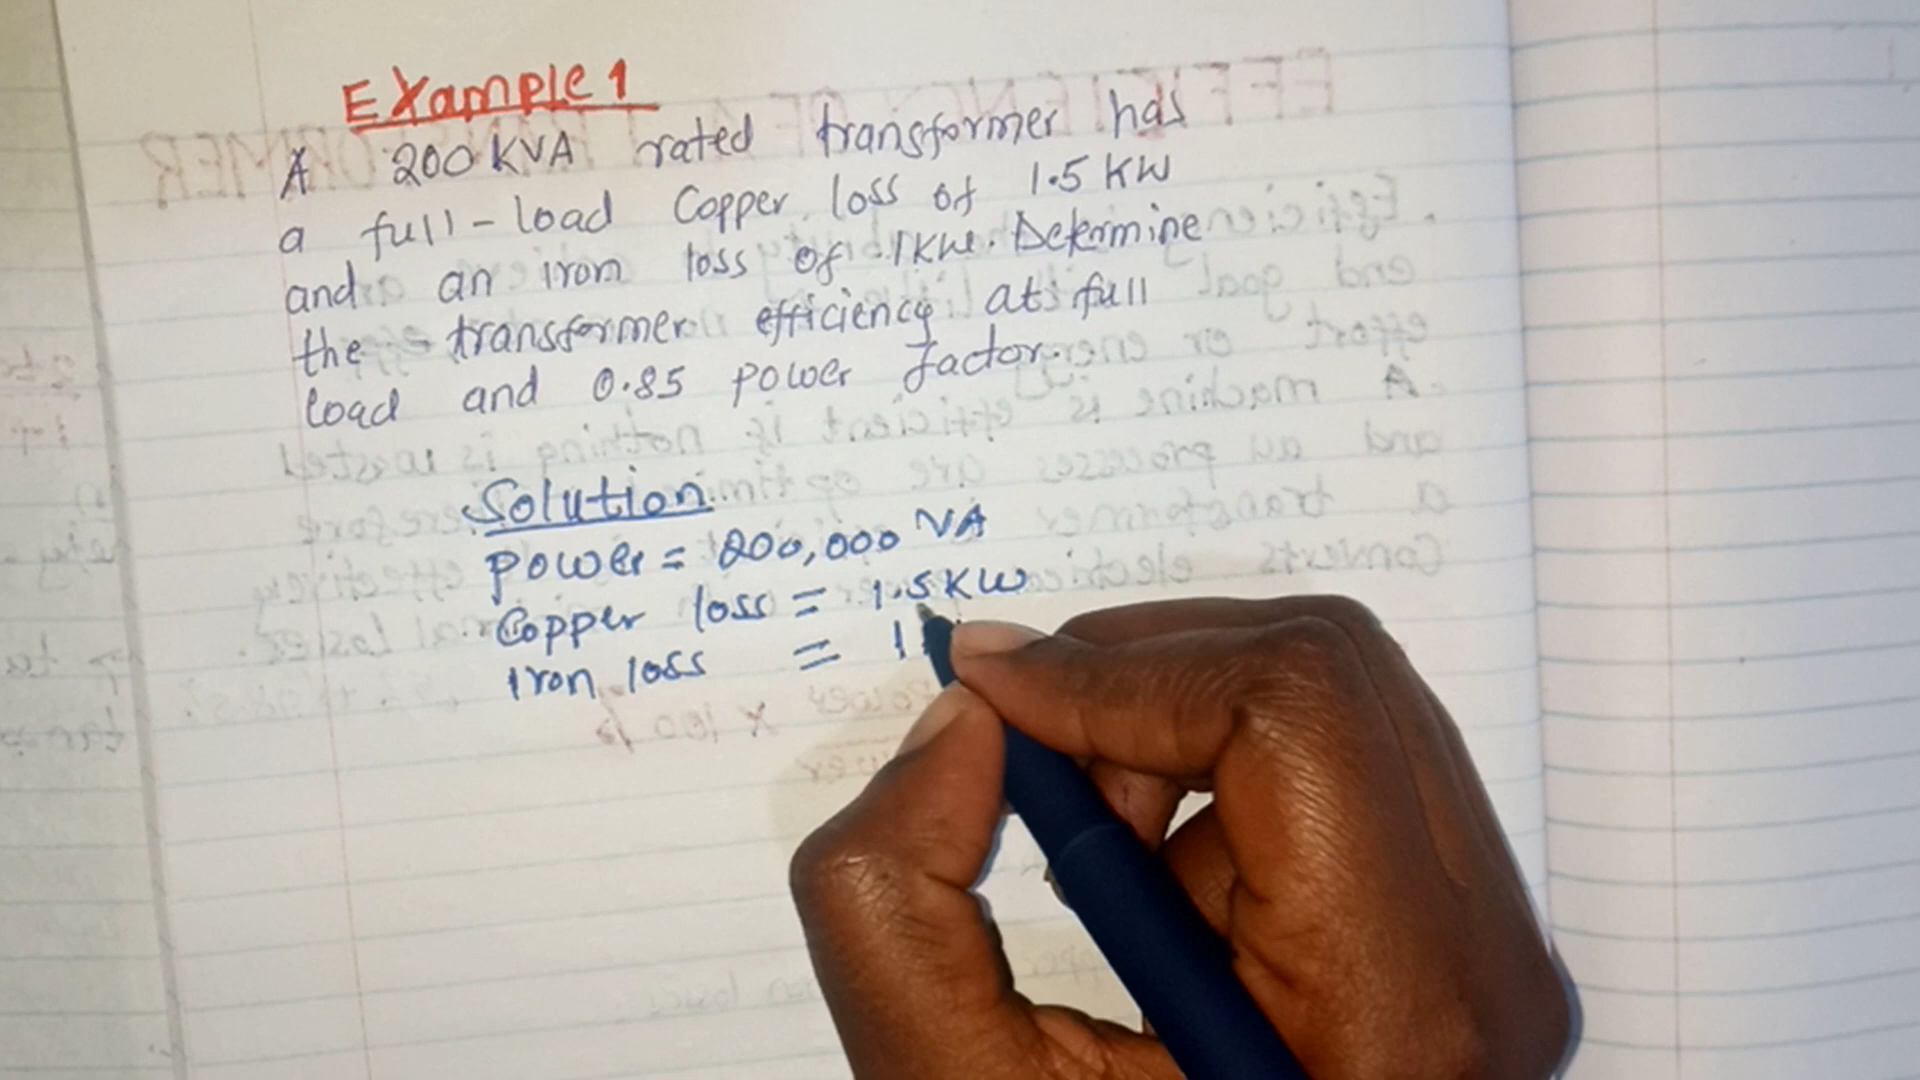 Example 1
A 200KVA rated transformer has
a full-load Copper loss of 1.5 KW
and an iron loss of 1KW. Determine
the transformer efficiency at full
load and 0.85 power factor.
Solution
power = 200,000 VA
Copper loss = 1.5KW
Iron loss = 1